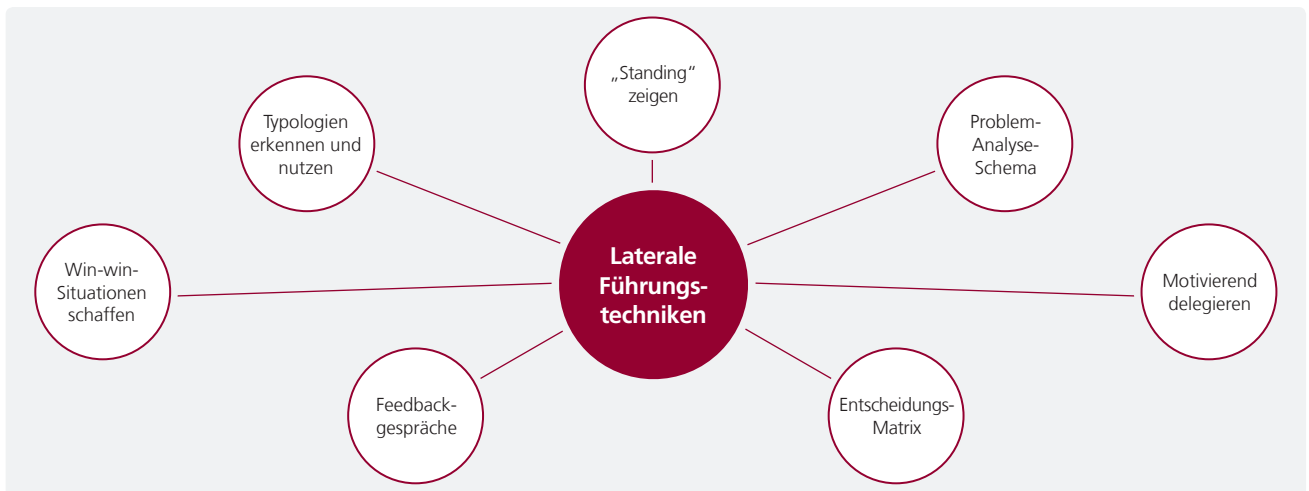 „Standing“
zeigen
Typologien
erkennen und
nutzen
Problem-
Analyse-
Schema
Win-win-
Situationen
schaffen
Laterale
Führungs-
techniken
Motivierend
delegieren
Feedback-
gespräche
Entscheidungs-
Matrix